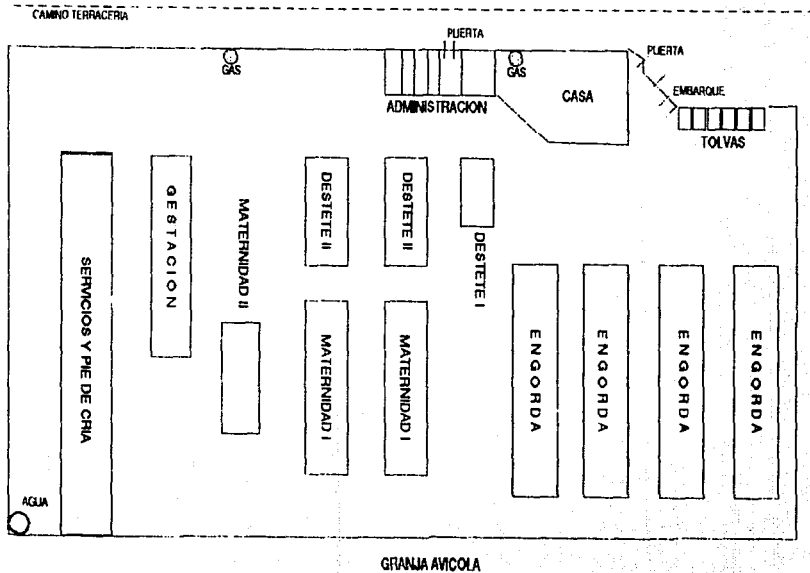 CAMINO TERRACERIA
PUERTA
GAS
GAS
PUERTA
EMBARQUE
ADMINISTRACION
CASA
TOLVAS
SERVICIOS Y PIE DE CRIA
GESTACION
MATERNIDAD II
DESTETE II
DESTETE II
DESTETE I
MATERNIDAD I
MATERNIDAD I
ENGORDA
ENGORDA
ENGORDA
ENGORDA
AGUA
GRANJA AVICOLA